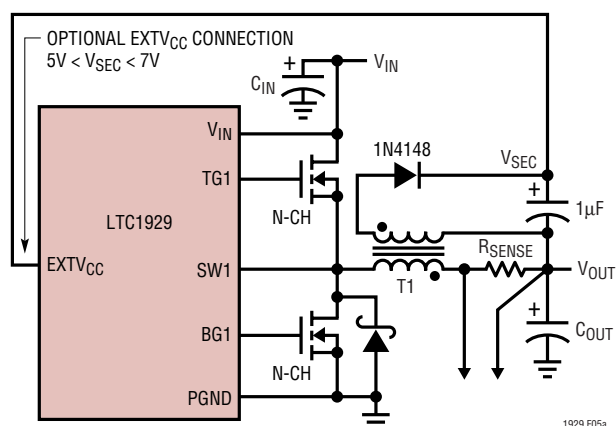 OPTIONAL EXTVCC CONNECTION
5V < VSEC < 7V
+
CIN
VIN
VIN
1N4148
VSEC
TG1
+
1µF
N-CH
LTC1929
RSENSE
EXTVCC
SW1
VOUT
T1
+
BG1
COUT
N-CH
PGND
1929 F05a